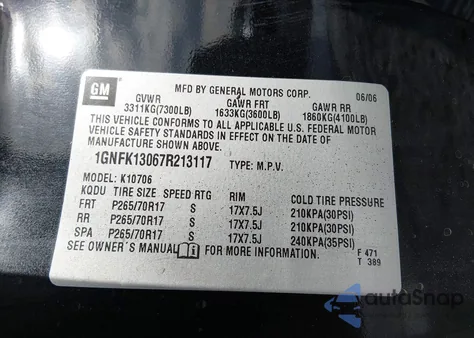 GM
MFD BY GENERAL MOTORS CORP. 06/06
GVWR GAWR FRT GAWR RR
3311KG(7300LB) 1633KG(3600LB) 1860KG(4100LB)
THIS VEHICLE CONFORMS TO ALL APPLICABLE U.S. FEDERAL MOTOR
VEHICLE SAFETY STANDARDS IN EFFECT ON THE DATE OF
MANUFACTURE SHOWN ABOVE.
1GNFK13067R213117 TYPE: M.P.V.
MODEL: K10706
KQDU TIRE SIZE SPEED RTG RIM COLD TIRE PRESSURE
FRT P265/70R17 S 17X7.5J 210KPA(30PSI)
RR P265/70R17 S 17X7.5J 210KPA(30PSI)
SPA P265/70R17 S 17X7.5J 240KPA(35PSI)
SEE OWNER'S MANUAL FOR MORE INFORMATION. F 471
T 389
autoSnap